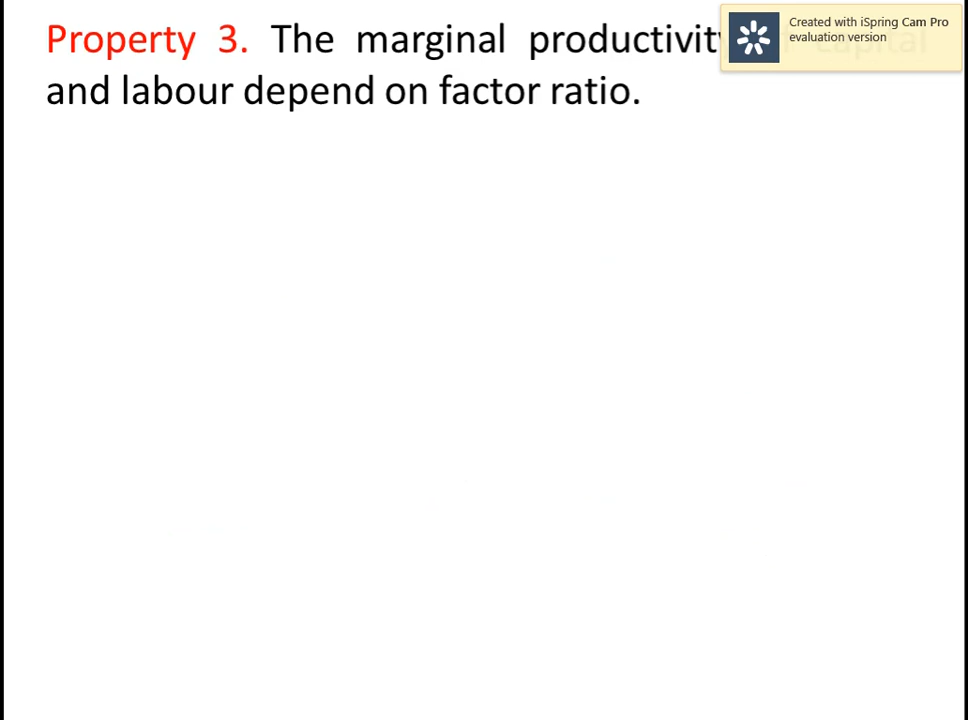 Property 3. The marginal productivity capital
and labour depend on factor ratio.
Created with iSpring Cam Pro
evaluation version